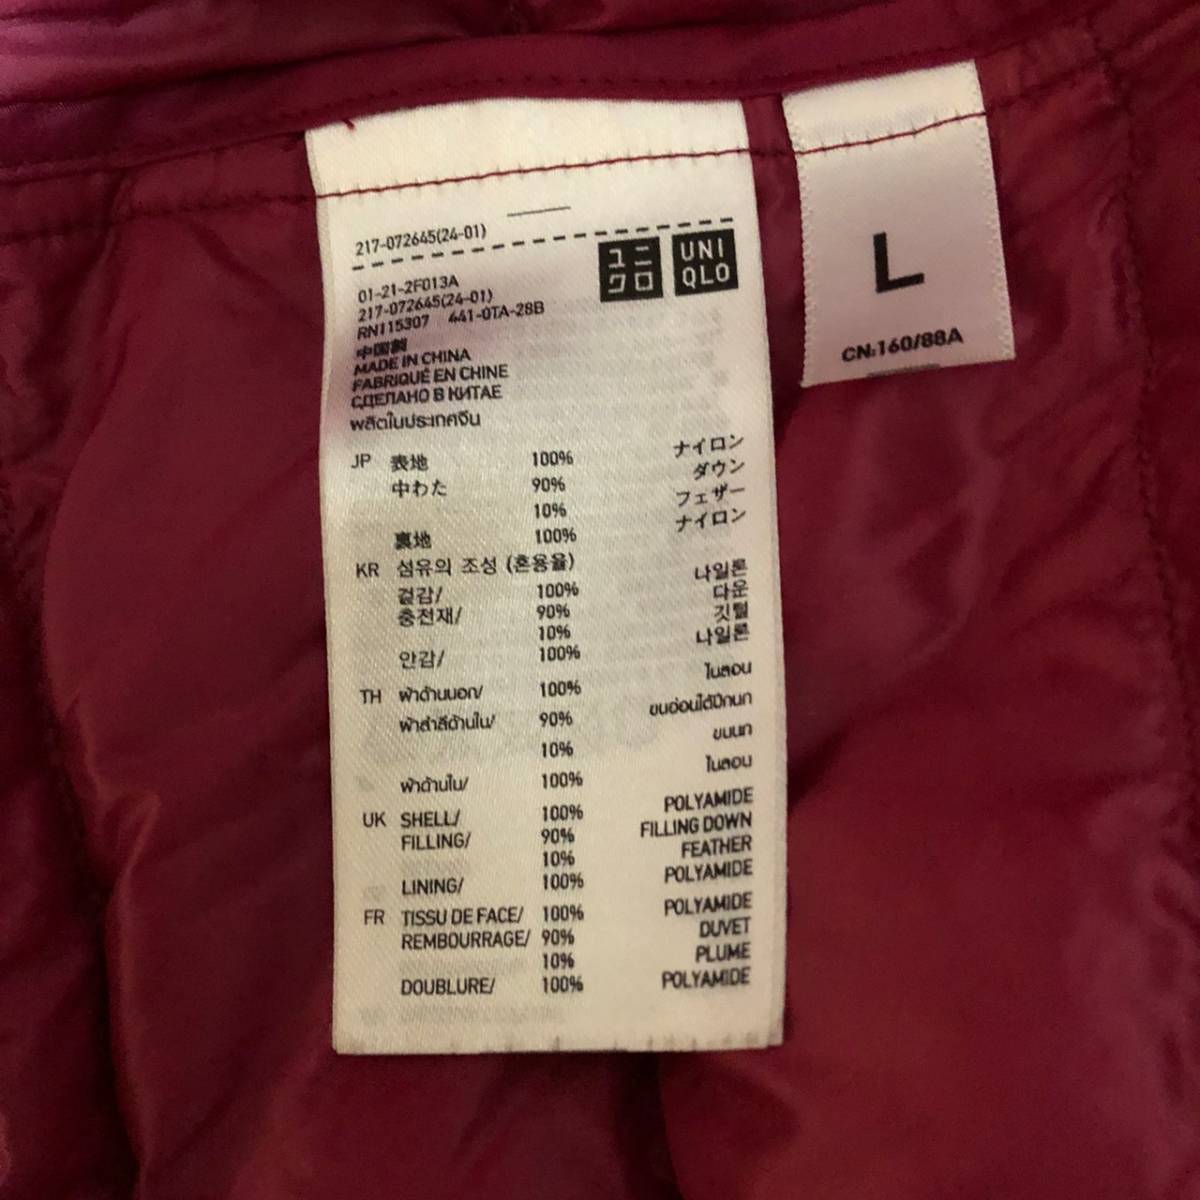 217-072645(24-01)
ユニ
クロ
UNI
QLO
01-21-2F013A
217-072645(24-01)
RN115307 441-0TA-28B
中国製
MADE IN CHINA
FABRIQUÉ EN CHINE
СДЕЛАНО В КИТАЕ
ผลิตในประเทศจีน
JP 表地 100% ナイロン
中わた 90% ダウン
10% フェザー
裏地 100% ナイロン
KR 섬유의 조성 (혼용율)
겉감/ 100% 나일론
충전재/ 90% 다운
10% 깃털
안감/ 100% 나일론
TH ผ้าด้านนอก/ 100% ไนลอน
ผ้าสำลีด้านใน/ 90% ขนอ่อนใต้ปีกนก
10% ขนนก
ผ้าด้านใน/ 100% ไนลอน
UK SHELL/ 100% POLYAMIDE
FILLING/ 90% FILLING DOWN
10% FEATHER
LINING/ 100% POLYAMIDE
FR TISSU DE FACE/ 100% POLYAMIDE
REMBOURRAGE/ 90% DUVET
10% PLUME
DOUBLURE/ 100% POLYAMIDE
L
CN:160/88A